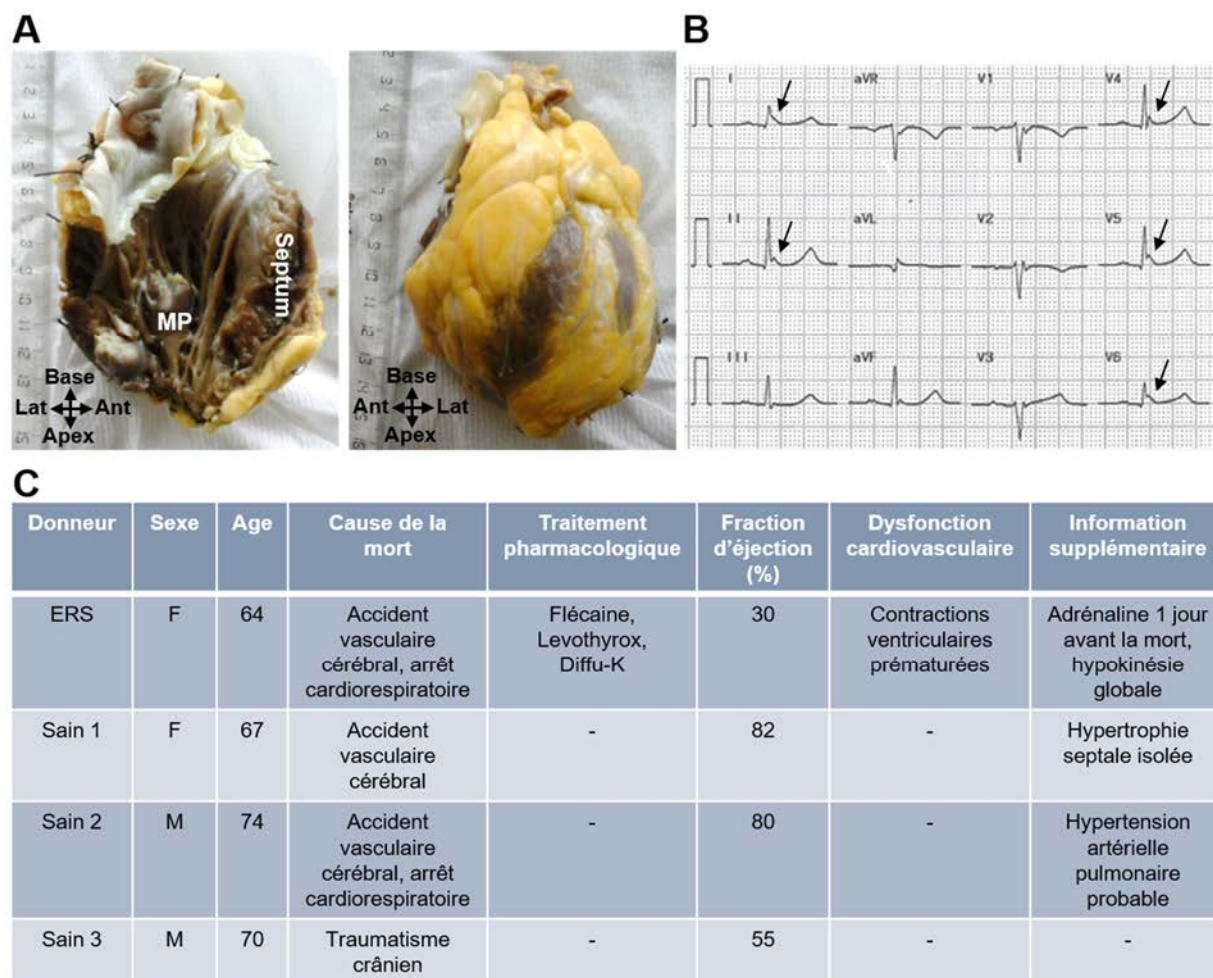 A
B
Septum
MP
Base
Lat
Ant
Apex
Base
Ant
Lat
Apex
I
aVR
V1
V4
II
aVL
V2
V5
III
aVF
V3
V6
C
Donneur
Sexe
Age
Cause de la
mort
Traitement
pharmacologique
Fraction
d'éjection
(%)
Dysfonction
cardiovasculaire
Information
supplémentaire
ERS
F
64
Accident
vasculaire
cérébral, arrêt
cardiorespiratoire
Flécaine,
Levothyrox,
Diffu-K
30
Contractions
ventriculaires
prématurées
Adrénaline 1 jour
avant la mort,
hypokinésie
globale
Sain 1
F
67
Accident
vasculaire
cérébral
-
82
-
Hypertrophie
septale isolée
Sain 2
M
74
Accident
vasculaire
cérébral, arrêt
cardiorespiratoire
-
80
-
Hypertension
artérielle
pulmonaire
probable
Sain 3
M
70
Traumatisme
crânien
-
55
-
-